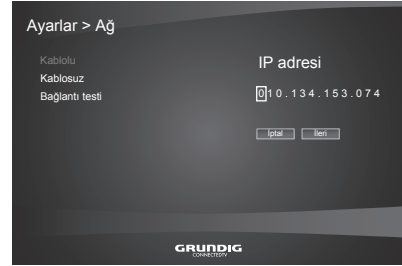 Ayarlar > Ağ
Kablolu
Kablosuz
Bağlantı testi
IP adresi
010.134.153.074
İptal
İleri
GRUNDIG
CONNECTEDTV